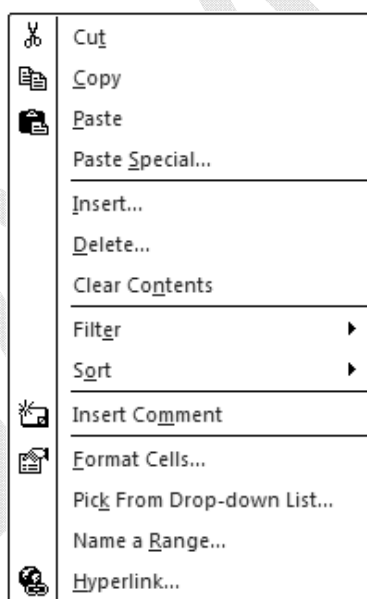 Cut
Copy
Paste
Paste Special...
Insert...
Delete...
Clear Contents
Filter
Sort
Insert Comment
Format Cells...
Pick From Drop-down List...
Name a Range...
Hyperlink...